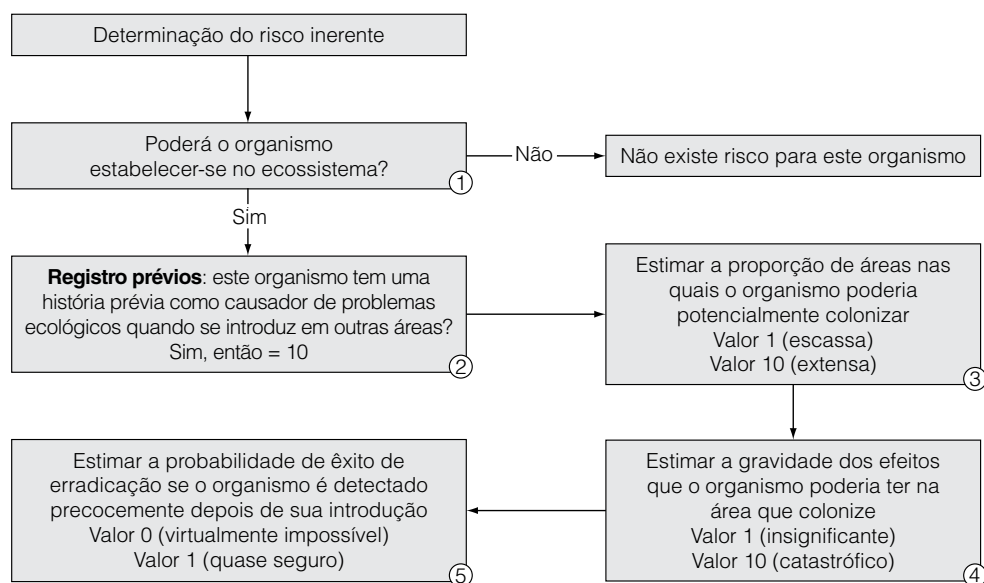 Determinação do risco inerente
Poderá o organismo
estabelecer-se no ecossistema?
1
Não
Não existe risco para este organismo
Sim
Registro prévios: este organismo tem uma
história prévia como causador de problemas
ecológicos quando se introduz em outras áreas?
Sim, então = 10
2
Estimar a proporção de áreas nas
quais o organismo poderia
potencialmente colonizar
Valor 1 (escassa)
Valor 10 (extensa)
3
Estimar a gravidade dos efeitos
que o organismo poderia ter na
área que colonize
Valor 1 (insignificante)
Valor 10 (catastrófico)
4
Estimar a probabilidade de êxito de
erradicação se o organismo é detectado
precocemente depois de sua introdução
Valor 0 (virtualmente impossível)
Valor 1 (quase seguro)
5